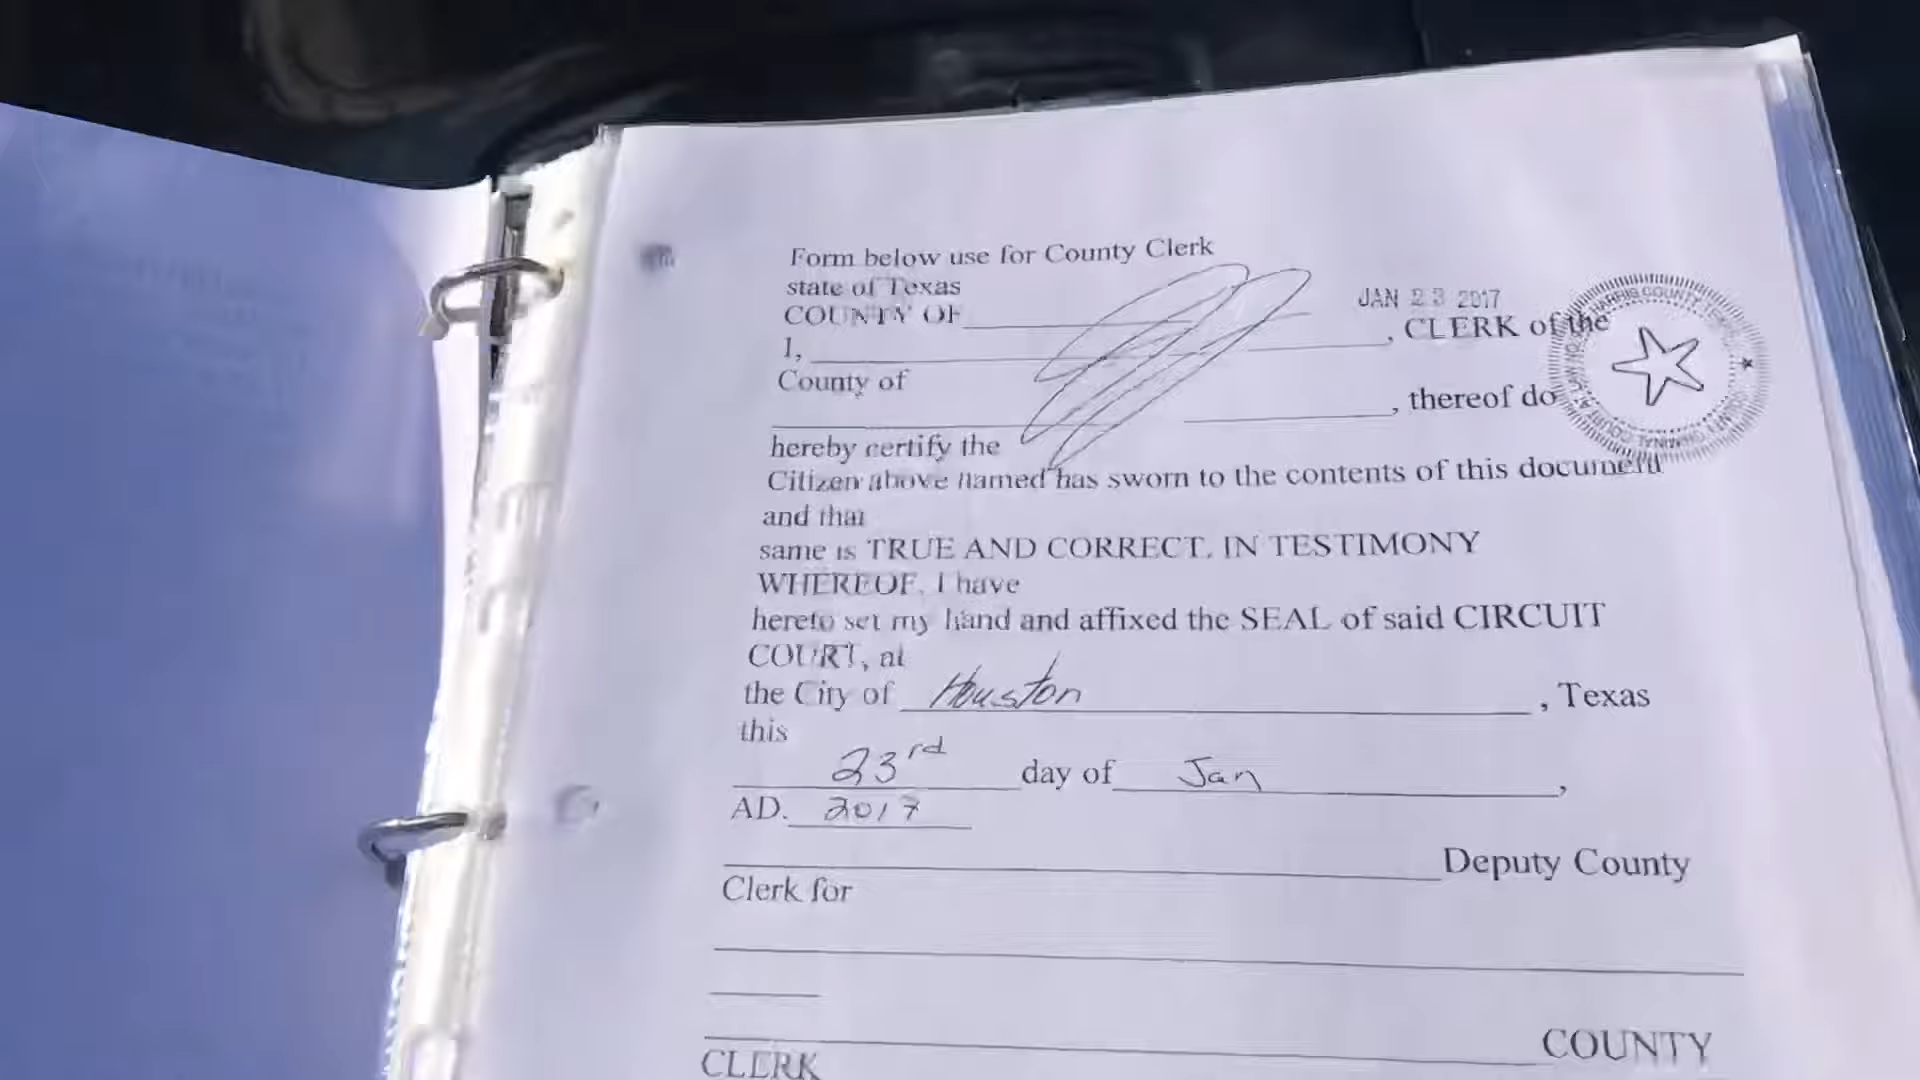 Form below use for County Clerk
state of Texas
JAN 23 2017
COUNTY OF
I, , CLERK of the
County of
, thereof do
hereby certify the
Citizen above named has sworn to the contents of this document
and that
same is TRUE AND CORRECT. IN TESTIMONY
WHEREOF, I have
hereto set my hand and affixed the SEAL of said CIRCUIT
COURT, at
the City of Houston , Texas
this
23rd day of Jan ,
AD. 2017
Deputy County
Clerk for
COUNTY
CLERK
HARRIS COUNTY